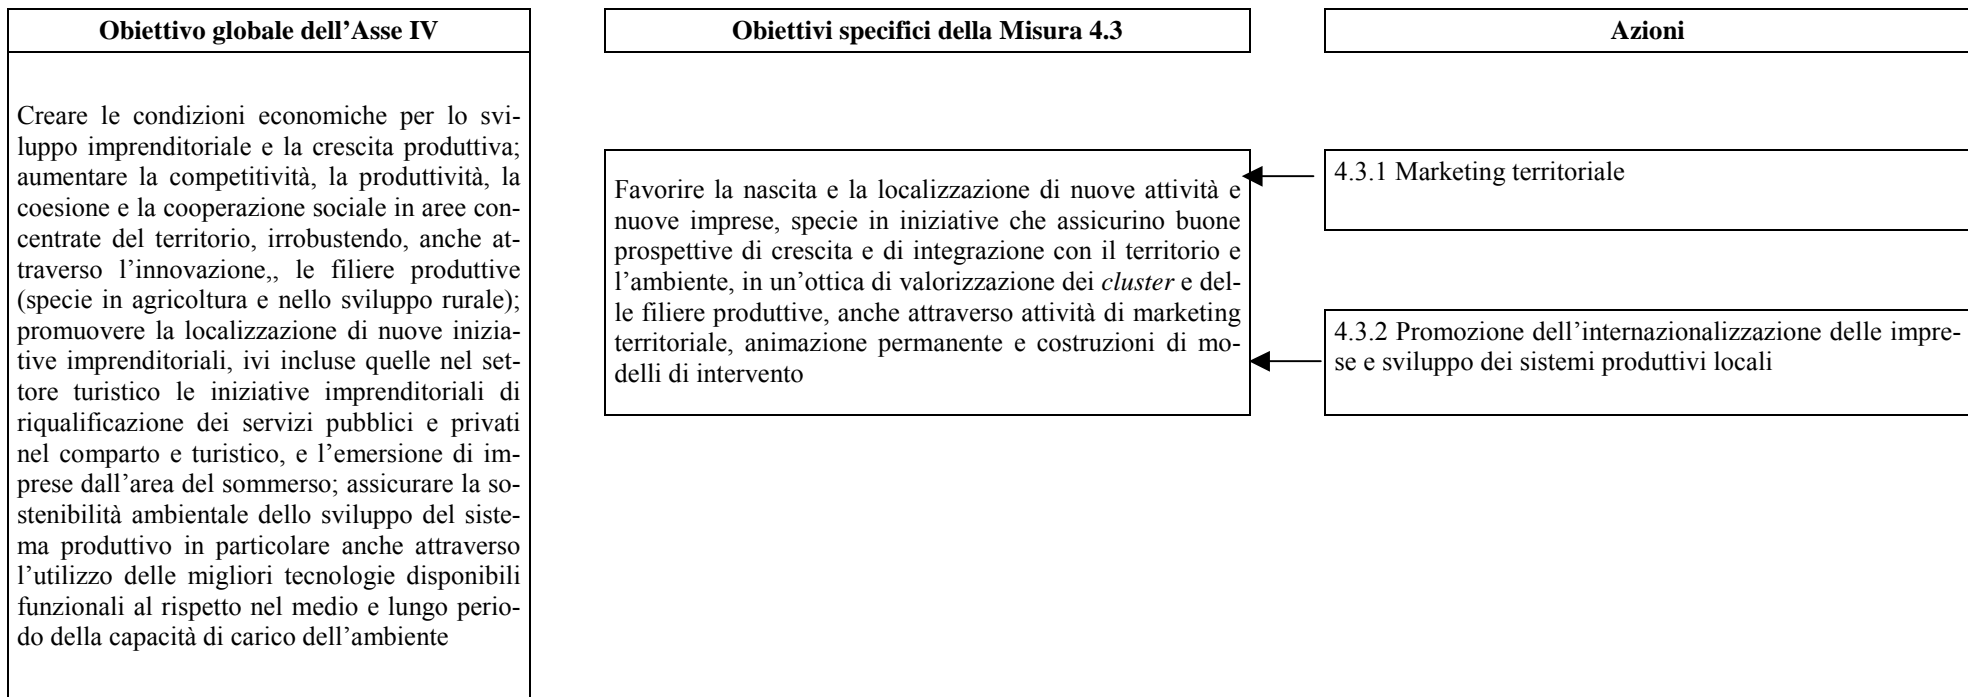 Obiettivo globale dell’Asse IV
Creare le condizioni economiche per lo svi-
luppo imprenditoriale e la crescita produttiva;
aumentare la competitività, la produttività, la
coesione e la cooperazione sociale in aree con-
centrate del territorio, irrobustendo, anche at-
traverso l’innovazione,, le filiere produttive
(specie in agricoltura e nello sviluppo rurale);
promuovere la localizzazione di nuove inizia-
tive imprenditoriali, ivi incluse quelle nel set-
tore turistico le iniziative imprenditoriali di
riqualificazione dei servizi pubblici e privati
nel comparto e turistico, e l’emersione di im-
prese dall’area del sommerso; assicurare la so-
stenibilità ambientale dello sviluppo del siste-
ma produttivo in particolare anche attraverso
l’utilizzo delle migliori tecnologie disponibili
funzionali al rispetto nel medio e lungo perio-
do della capacità di carico dell’ambiente
Obiettivi specifici della Misura 4.3
Favorire la nascita e la localizzazione di nuove attività e
nuove imprese, specie in iniziative che assicurino buone
prospettive di crescita e di integrazione con il territorio e
l’ambiente, in un’ottica di valorizzazione dei cluster e del-
le filiere produttive, anche attraverso attività di marketing
territoriale, animazione permanente e costruzioni di mo-
delli di intervento
Azioni
4.3.1 Marketing territoriale
4.3.2 Promozione dell’internazionalizzazione delle impre-
se e sviluppo dei sistemi produttivi locali